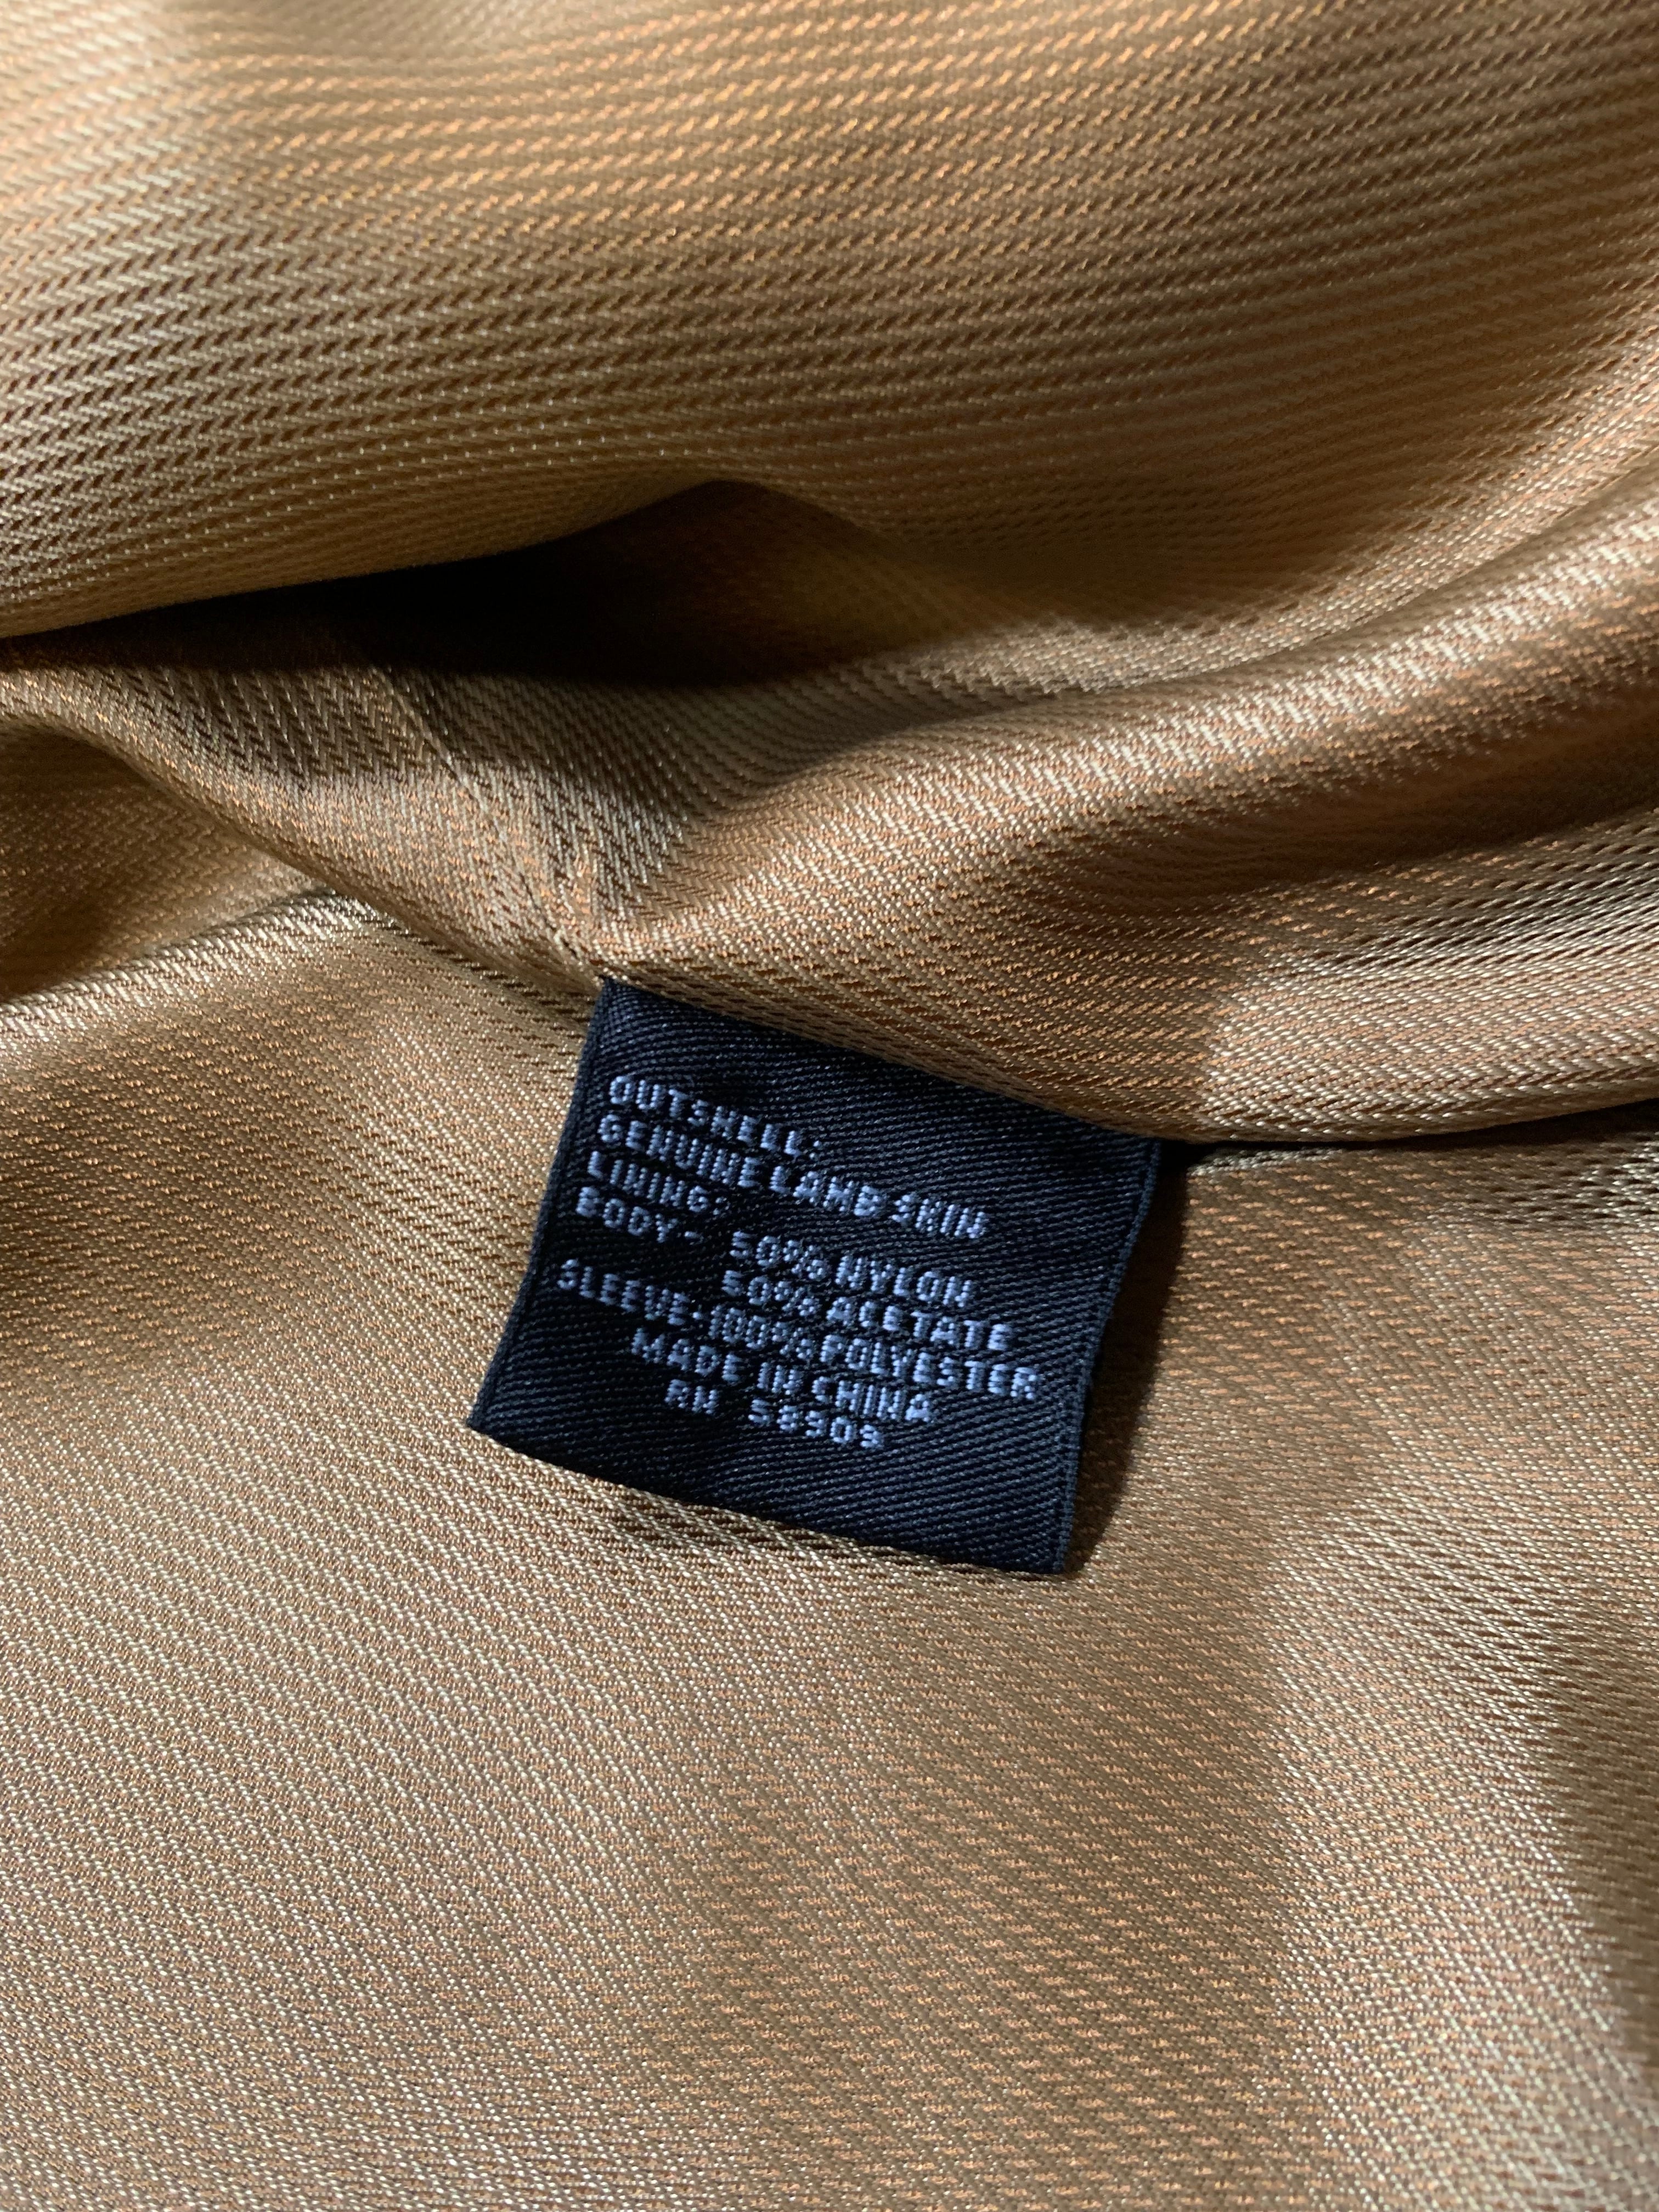 OUTSHELL:
GENUINE LAMB SKIN
LINING:
BODY- 50% NYLON
50% ACETATE
SLEEVE-100% POLYESTER
MADE IN CHINA
RN 58909